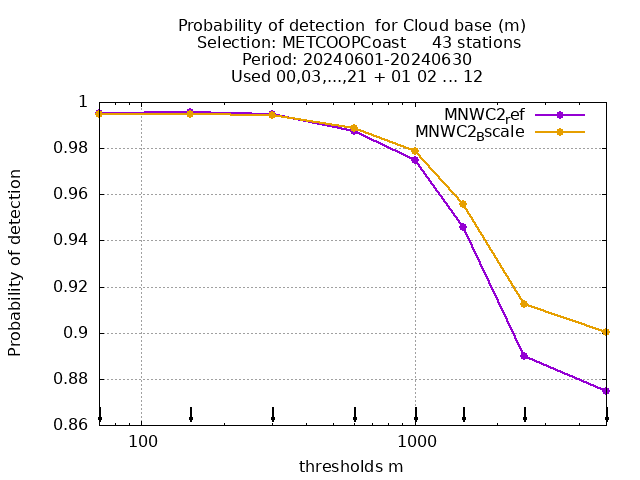 Probability of detection  for Cloud base (m)
Selection: METCOOPCoast     43 stations
Period: 20240601-20240630
Used 00,03,...,21 + 01 02 ... 12
MNWC2ref
MNWC2Bscale
1
0.98
0.96
0.94
0.92
0.9
0.88
0.86
Probability of detection
100
1000
thresholds m